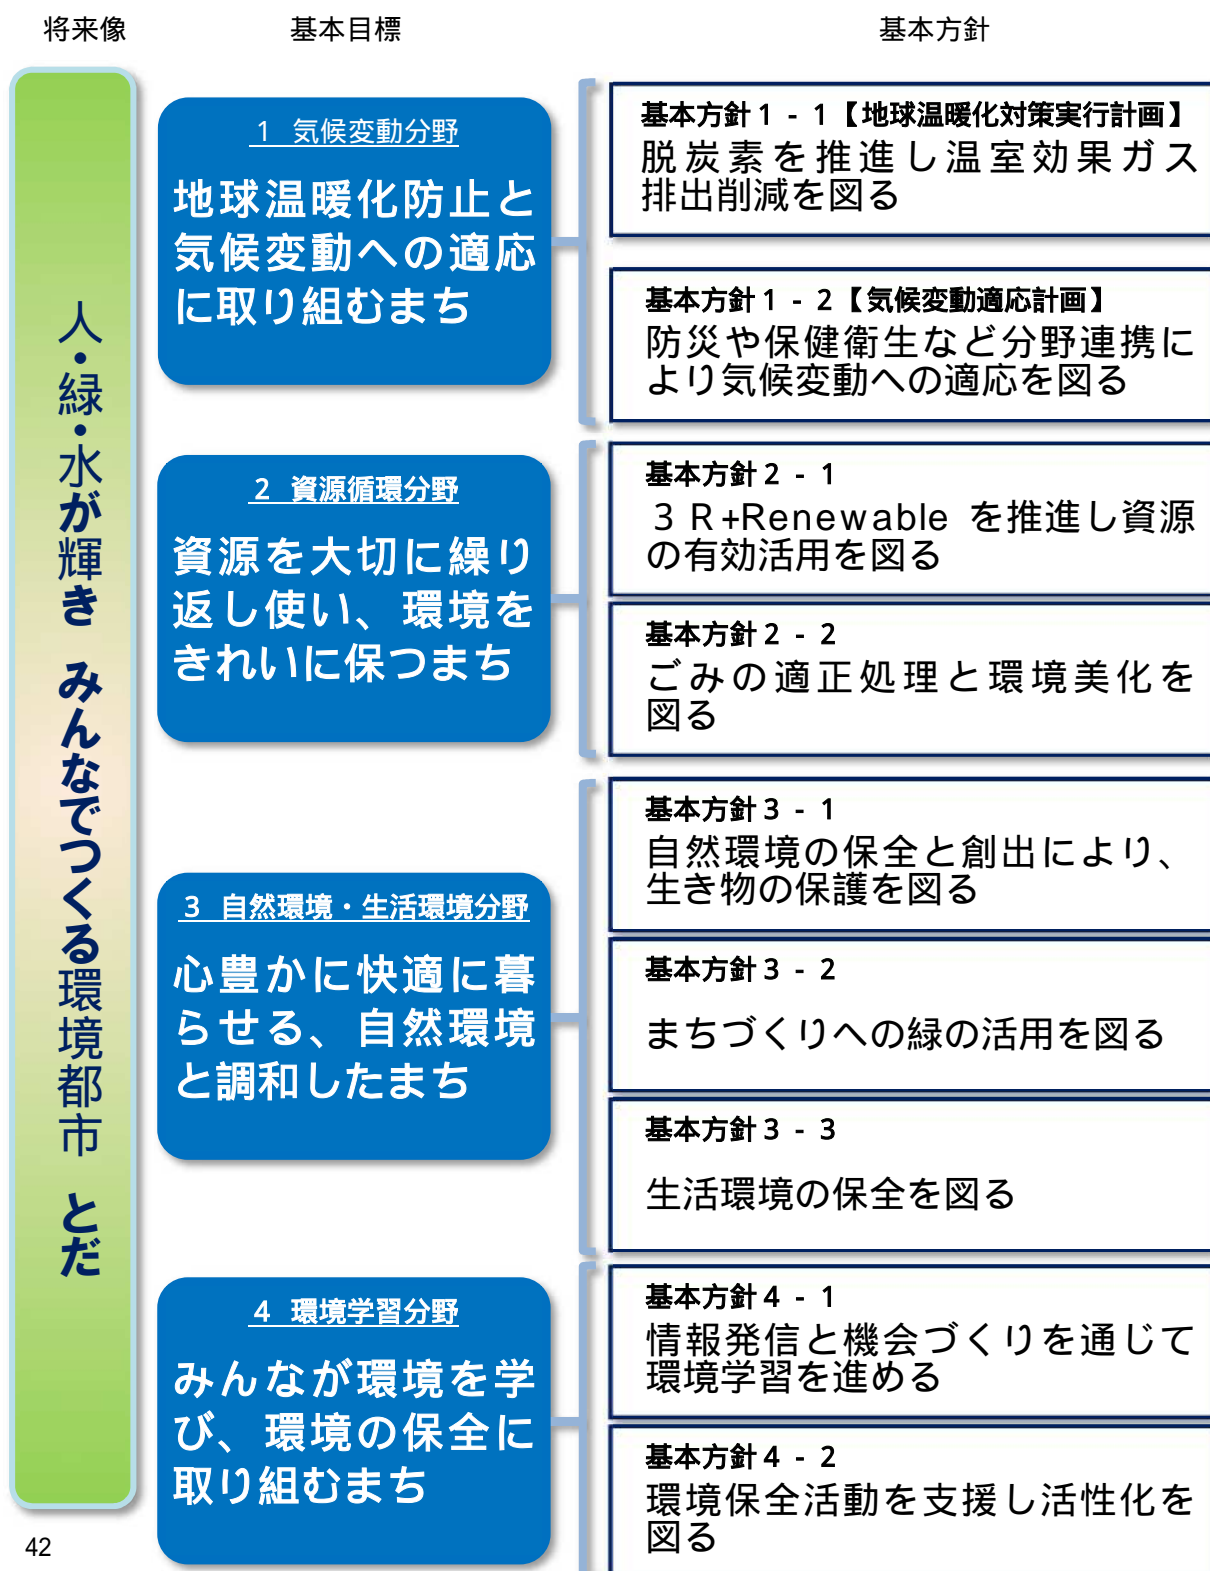 将来像
基本目標
基本方針
人・緑・水が輝き みんなでつくる環境都市 とだ
1 気候変動分野
地球温暖化防止と
気候変動への適応
に取り組むまち
基本方針1 - 1【地球温暖化対策実行計画】
脱炭素を推進し温室効果ガス
排出削減を図る
基本方針1 - 2【気候変動適応計画】
防災や保健衛生など分野連携に
より気候変動への適応を図る
2 資源循環分野
資源を大切に繰り
返し使い、環境を
きれいに保つまち
基本方針2 - 1
3R+Renewable を推進し資源
の有効活用を図る
基本方針2 - 2
ごみの適正処理と環境美化を
図る
3 自然環境・生活環境分野
心豊かに快適に暮
らせる、自然環境
と調和したまち
基本方針3 - 1
自然環境の保全と創出により、
生き物の保護を図る
基本方針3 - 2
まちづくりへの緑の活用を図る
基本方針3 - 3
生活環境の保全を図る
4 環境学習分野
みんなが環境を学
び、環境の保全に
取り組むまち
基本方針4 - 1
情報発信と機会づくりを通じて
環境学習を進める
基本方針4 - 2
環境保全活動を支援し活性化を
図る
42